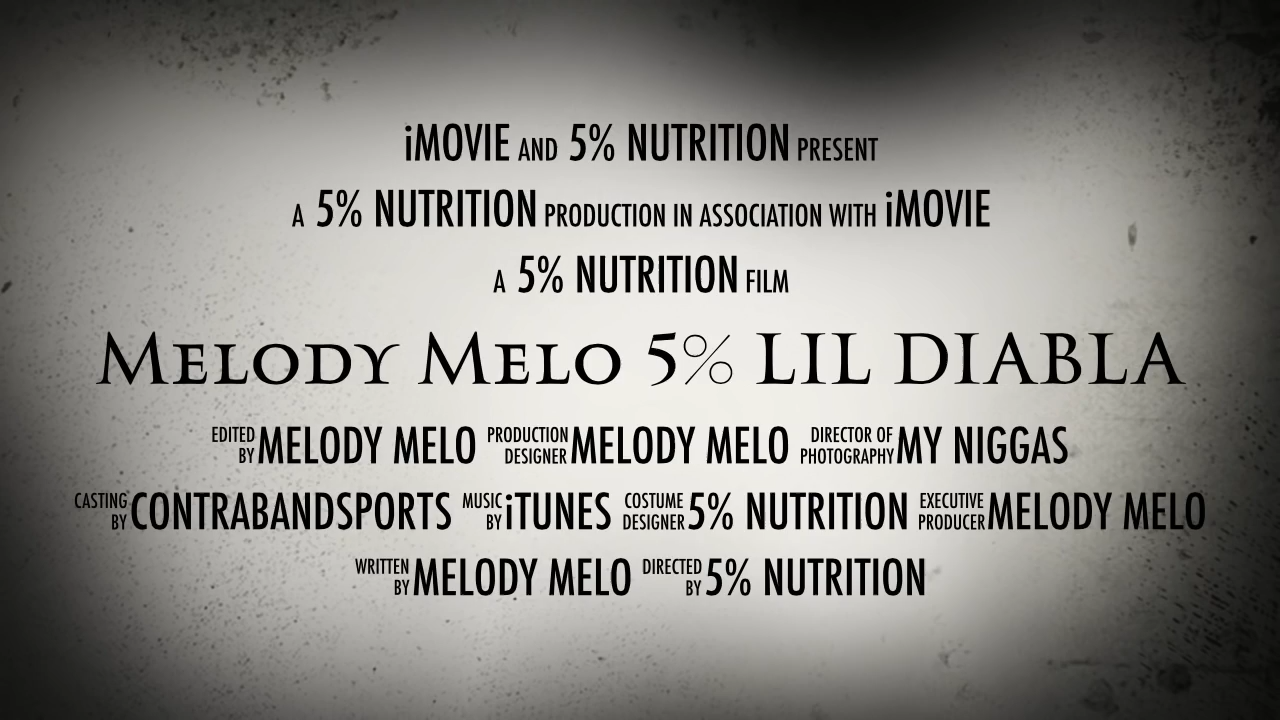 iMOVIE AND 5% NUTRITION PRESENT
A 5% NUTRITION PRODUCTION IN ASSOCIATION WITH iMOVIE
A 5% NUTRITION FILM
MELODY MELO 5% LIL DIABLA
EDITED BY MELODY MELO PRODUCTION DESIGNER MELODY MELO DIRECTOR OF PHOTOGRAPHY MY NIGGAS
CASTING BY CONTRABANDSPORTS MUSIC BY iTUNES COSTUME DESIGNER 5% NUTRITION EXECUTIVE PRODUCER MELODY MELO
WRITTEN BY MELODY MELO DIRECTED BY 5% NUTRITION